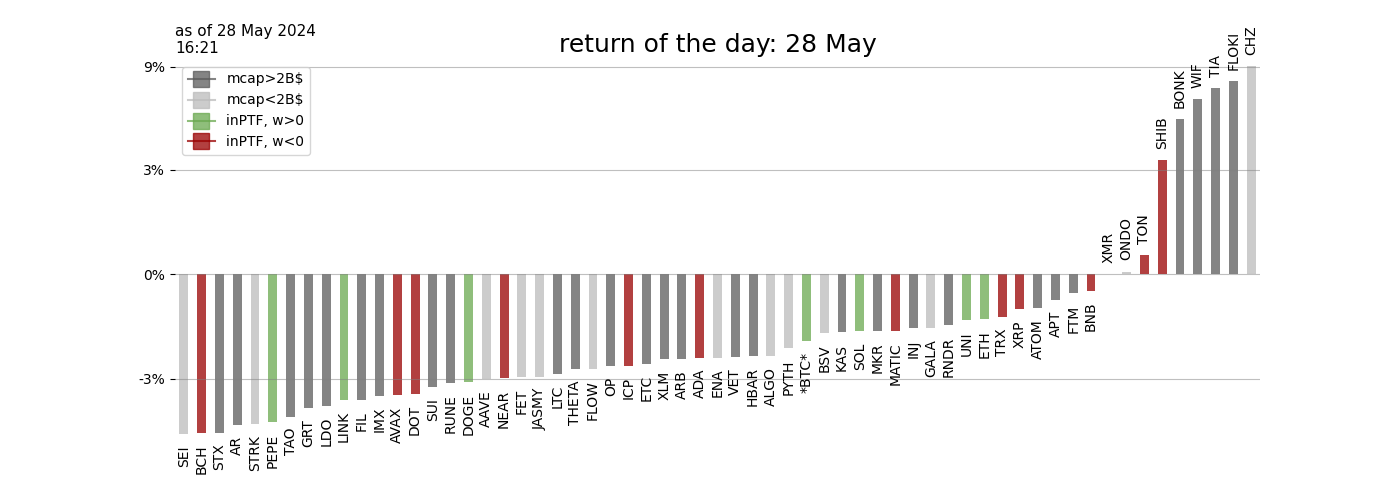 as of 28 May 2024
16:21
return of the day: 28 May
9%
3%
0%
-3%
mcap>2B$
mcap<2B$
inPTF, w>0
inPTF, w<0
SEI
BCH
STX
AR
STRK
PEPE
TAO
GRT
LDO
LINK
FIL
IMX
AVAX
DOT
SUI
RUNE
DOGE
AAVE
NEAR
FET
JASMY
LTC
THETA
FLOW
OP
ICP
ETC
XLM
ARB
ADA
ENA
VET
HBAR
ALGO
PYTH
*BTC*
BSV
KAS
SOL
MKR
MATIC
INJ
GALA
RNDR
UNI
ETH
TRX
XRP
ATOM
APT
FTM
BNB
XMR
ONDO
TON
SHIB
BONK
WIF
TIA
FLOKI
CHZ